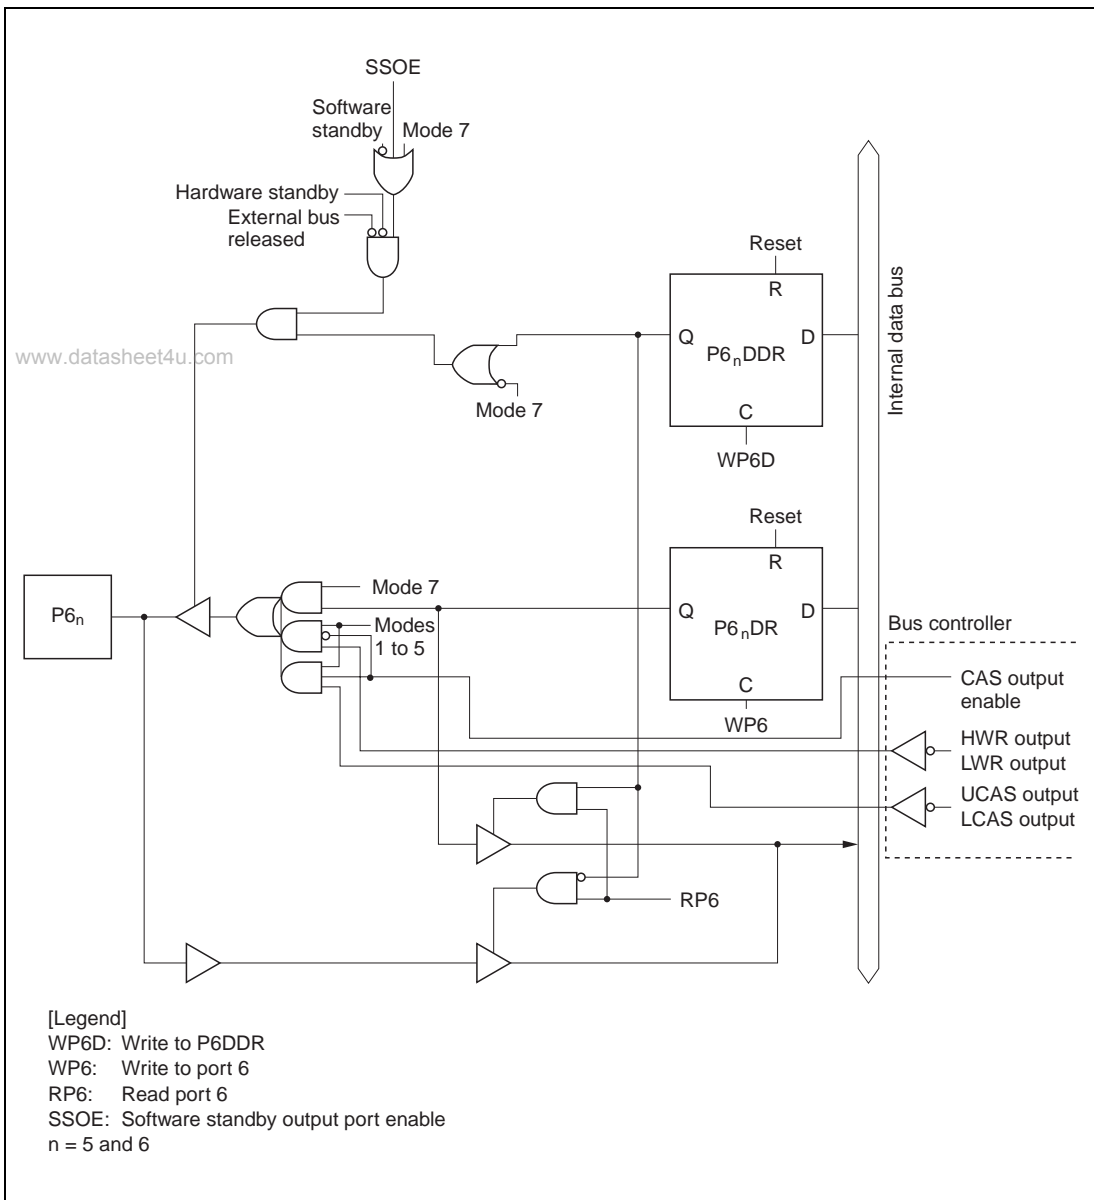 SSOE
Software
standby
Mode 7
Hardware standby
External bus
released
Reset
R
Q
D
P6nDDR
C
WP6D
Internal data bus
www.datasheet4u.com
Mode 7
Reset
R
Q
D
P6nDR
C
WP6
P6n
Mode 7
Modes
1 to 5
Bus controller
CAS output
enable
HWR output
LWR output
UCAS output
LCAS output
RP6
[Legend]
WP6D: Write to P6DDR
WP6: Write to port 6
RP6: Read port 6
SSOE: Software standby output port enable
n = 5 and 6